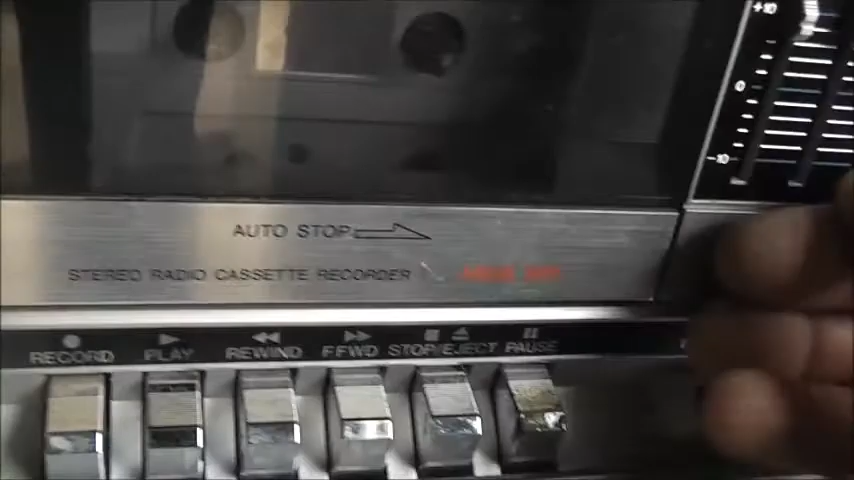 +10
0
-10
AUTO STOP
STEREO RADIO CASSETTE RECORDER
RECORD PLAY REWIND FFWD STOP/EJECT PAUSE